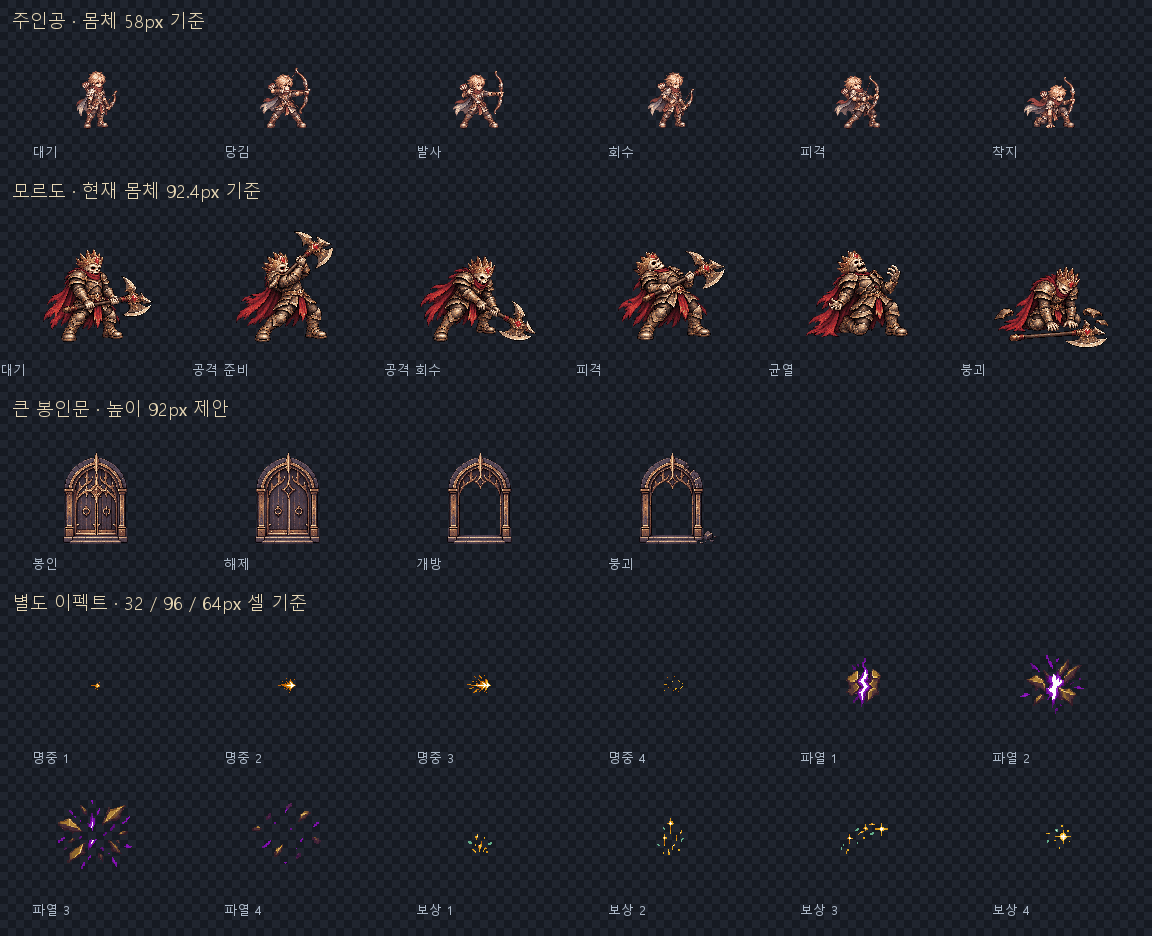 주인공 · 몸체 58px 기준
대기 당김 발사 회수 피격 착지
모르도 · 현재 몸체 92.4px 기준
대기 공격 준비 공격 회수 피격 균열 붕괴
큰 봉인문 · 높이 92px 제안
봉인 해제 개방 붕괴
별도 이펙트 · 32 / 96 / 64px 셀 기준
명중 1 명중 2 명중 3 명중 4 파열 1 파열 2
파열 3 파열 4 보상 1 보상 2 보상 3 보상 4